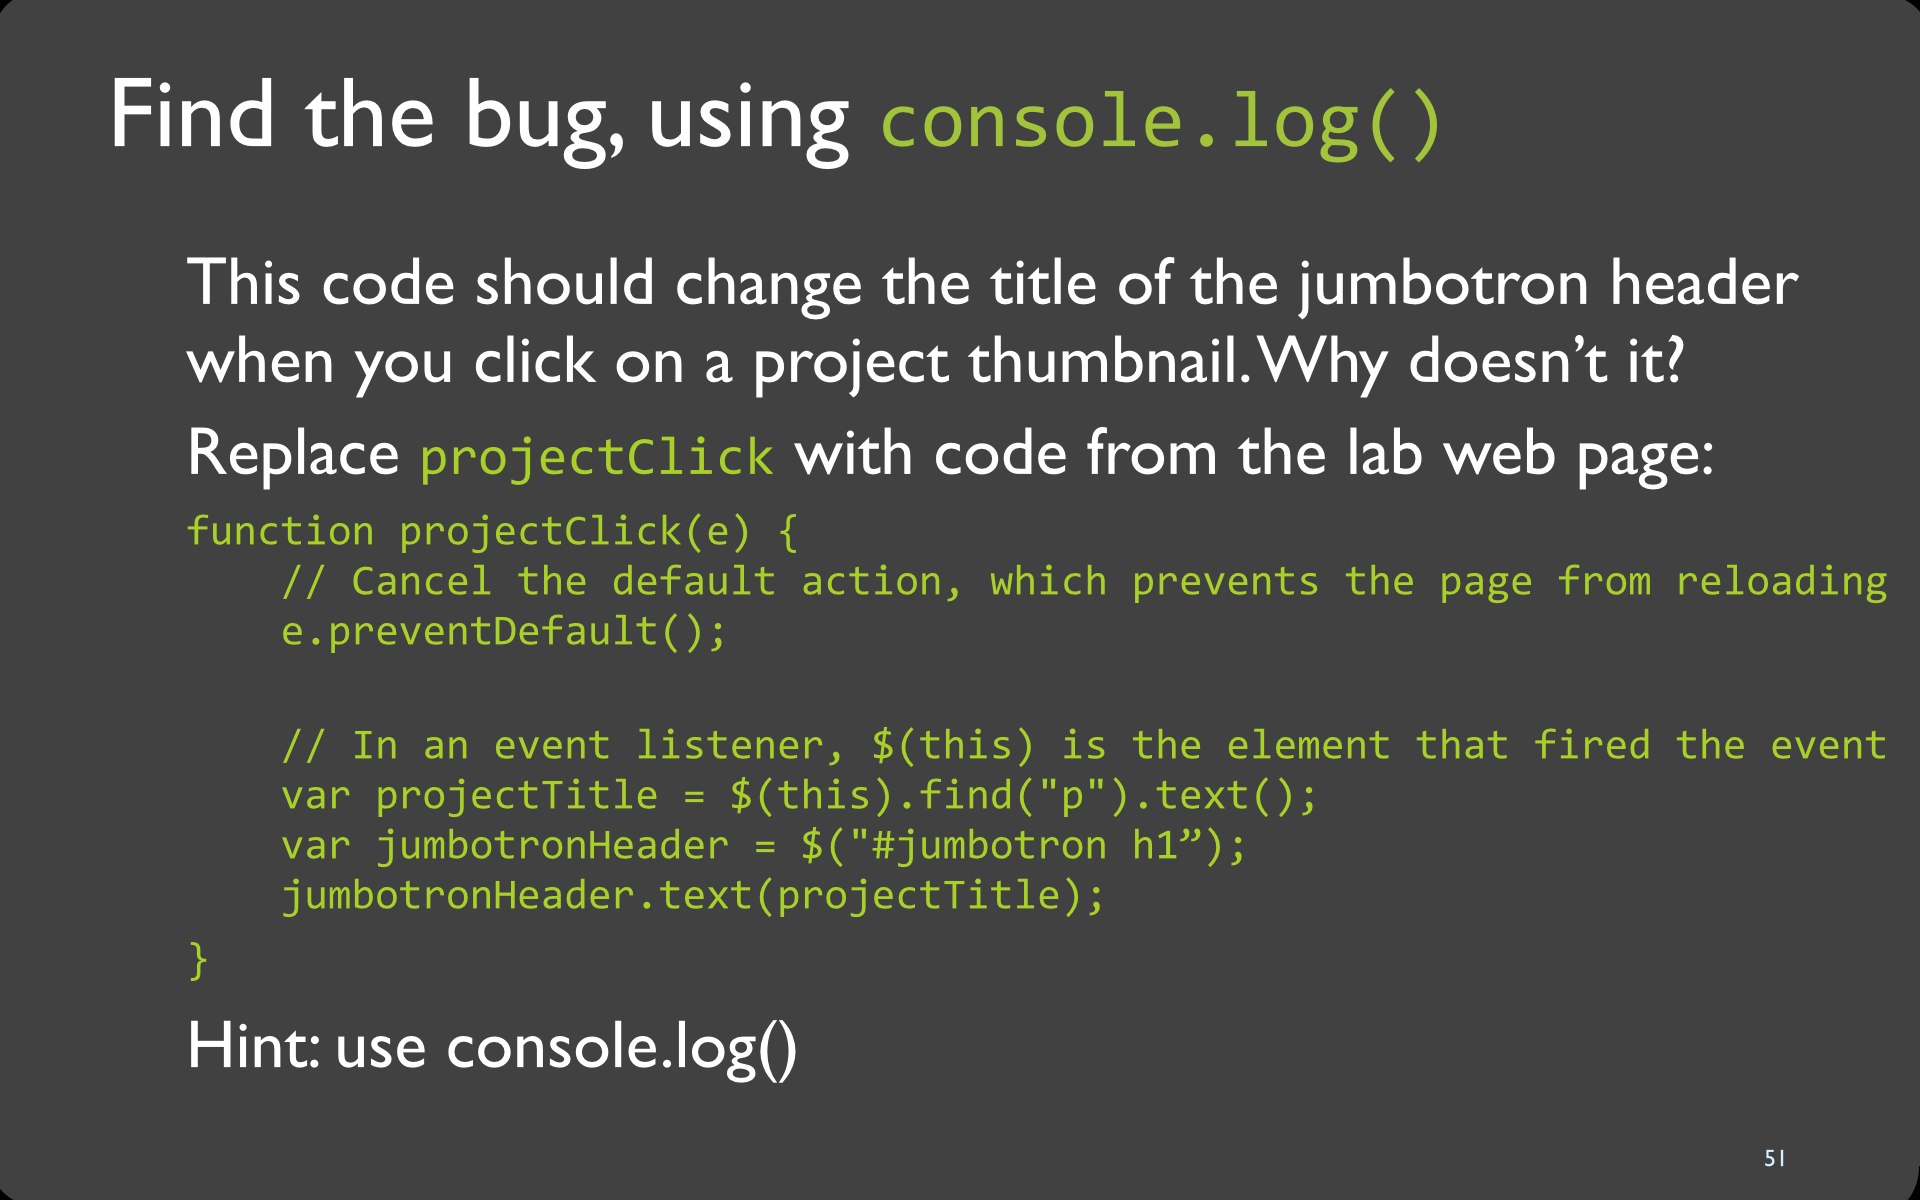 Find the bug, using console.log()
This code should change the title of the jumbotron header
when you click on a project thumbnail. Why doesn’t it?
Replace projectClick with code from the lab web page:
function projectClick(e) {
    // Cancel the default action, which prevents the page from reloading
    e.preventDefault();
    // In an event listener, $(this) is the element that fired the event
    var projectTitle = $(this).find("p").text();
    var jumbotronHeader = $("#jumbotron h1”);
    jumbotronHeader.text(projectTitle);
}
Hint: use console.log()
51